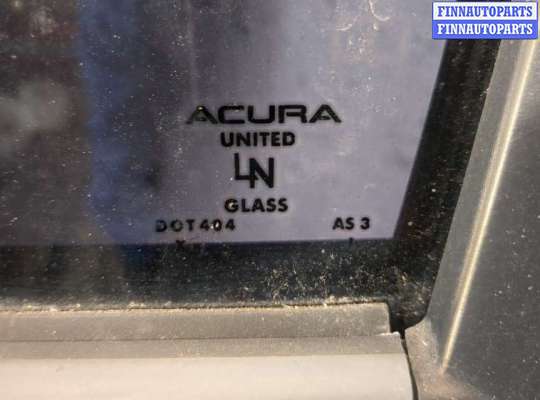 FINNAUTOPARTS
FINNAUTOPARTS
ACURA
UNITED
LN
GLASS
DOT404 AS 3